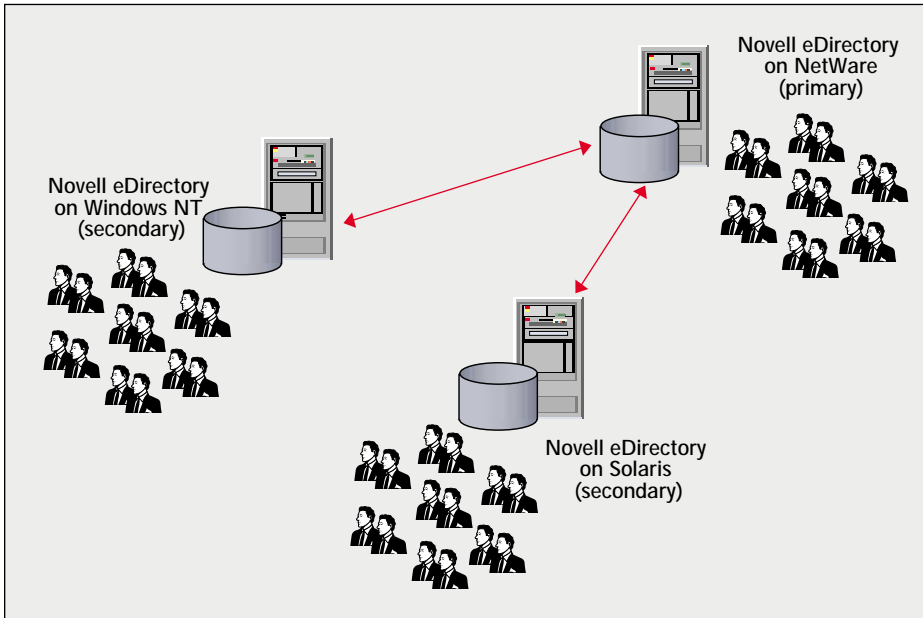 Novell eDirectory
on NetWare
(primary)
Novell eDirectory
on Windows NT
(secondary)
Novell eDirectory
on Solaris
(secondary)